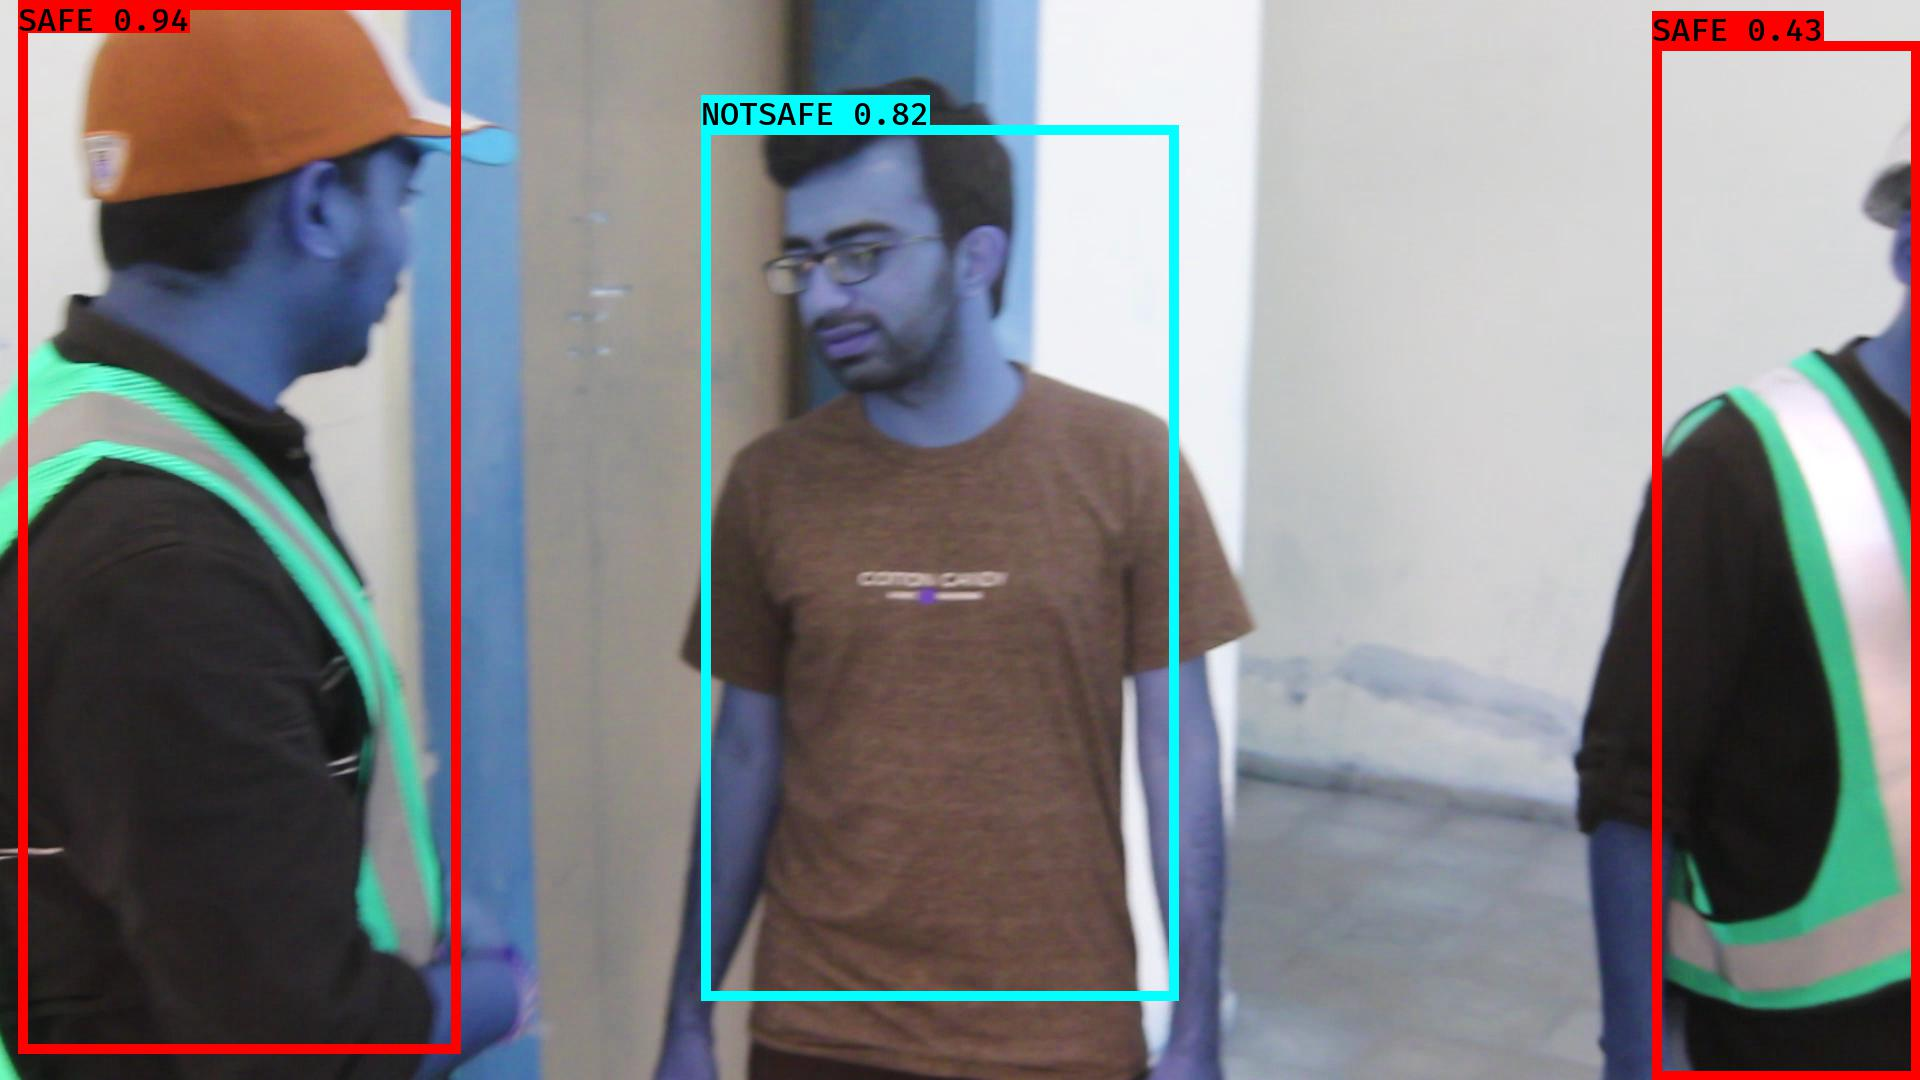 SAFE 0.94
NOTSAFE 0.82
SAFE 0.43
COTTON CANDY